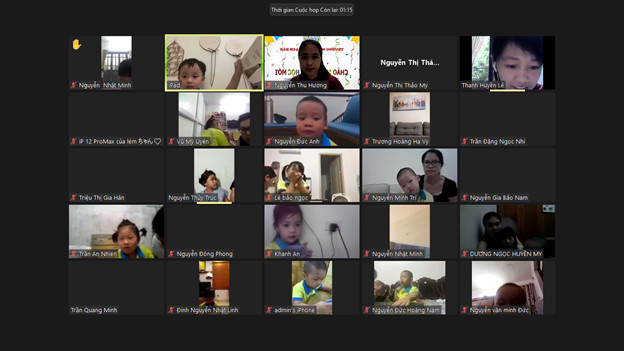 Thời gian Cuộc họp Còn lại: 01:15
Nguyễn Nhật Minh
iPad
CHÀO
HỌC MỚI
Nguyễn Thu Hương
Nguyễn Thị Thả...
Nguyễn Thị Thảo My
Thanh Huyền Lê
iP 12 ProMax của lém
Vũ Mỹ Uyên
Nguyễn Đức Anh
Trương Hoàng Hạ Vy
Trần Đặng Ngọc Nhi
Triệu Thị Gia Hân
Nguyễn Thủy Trúc
Lê bảo ngọc
Nguyễn Minh Trí
Nguyễn Gia Bảo Nam
Trần An Nhiên
Nguyễn Đông Phong
Khánh An
Nguyễn Nhật Minh
DƯƠNG NGỌC HUYỀN MY
Trần Quang Minh
Đinh Nguyễn Nhật Linh
admin's iPhone
Nguyễn Đức Hoàng Nam
Nguyễn văn minh Đức